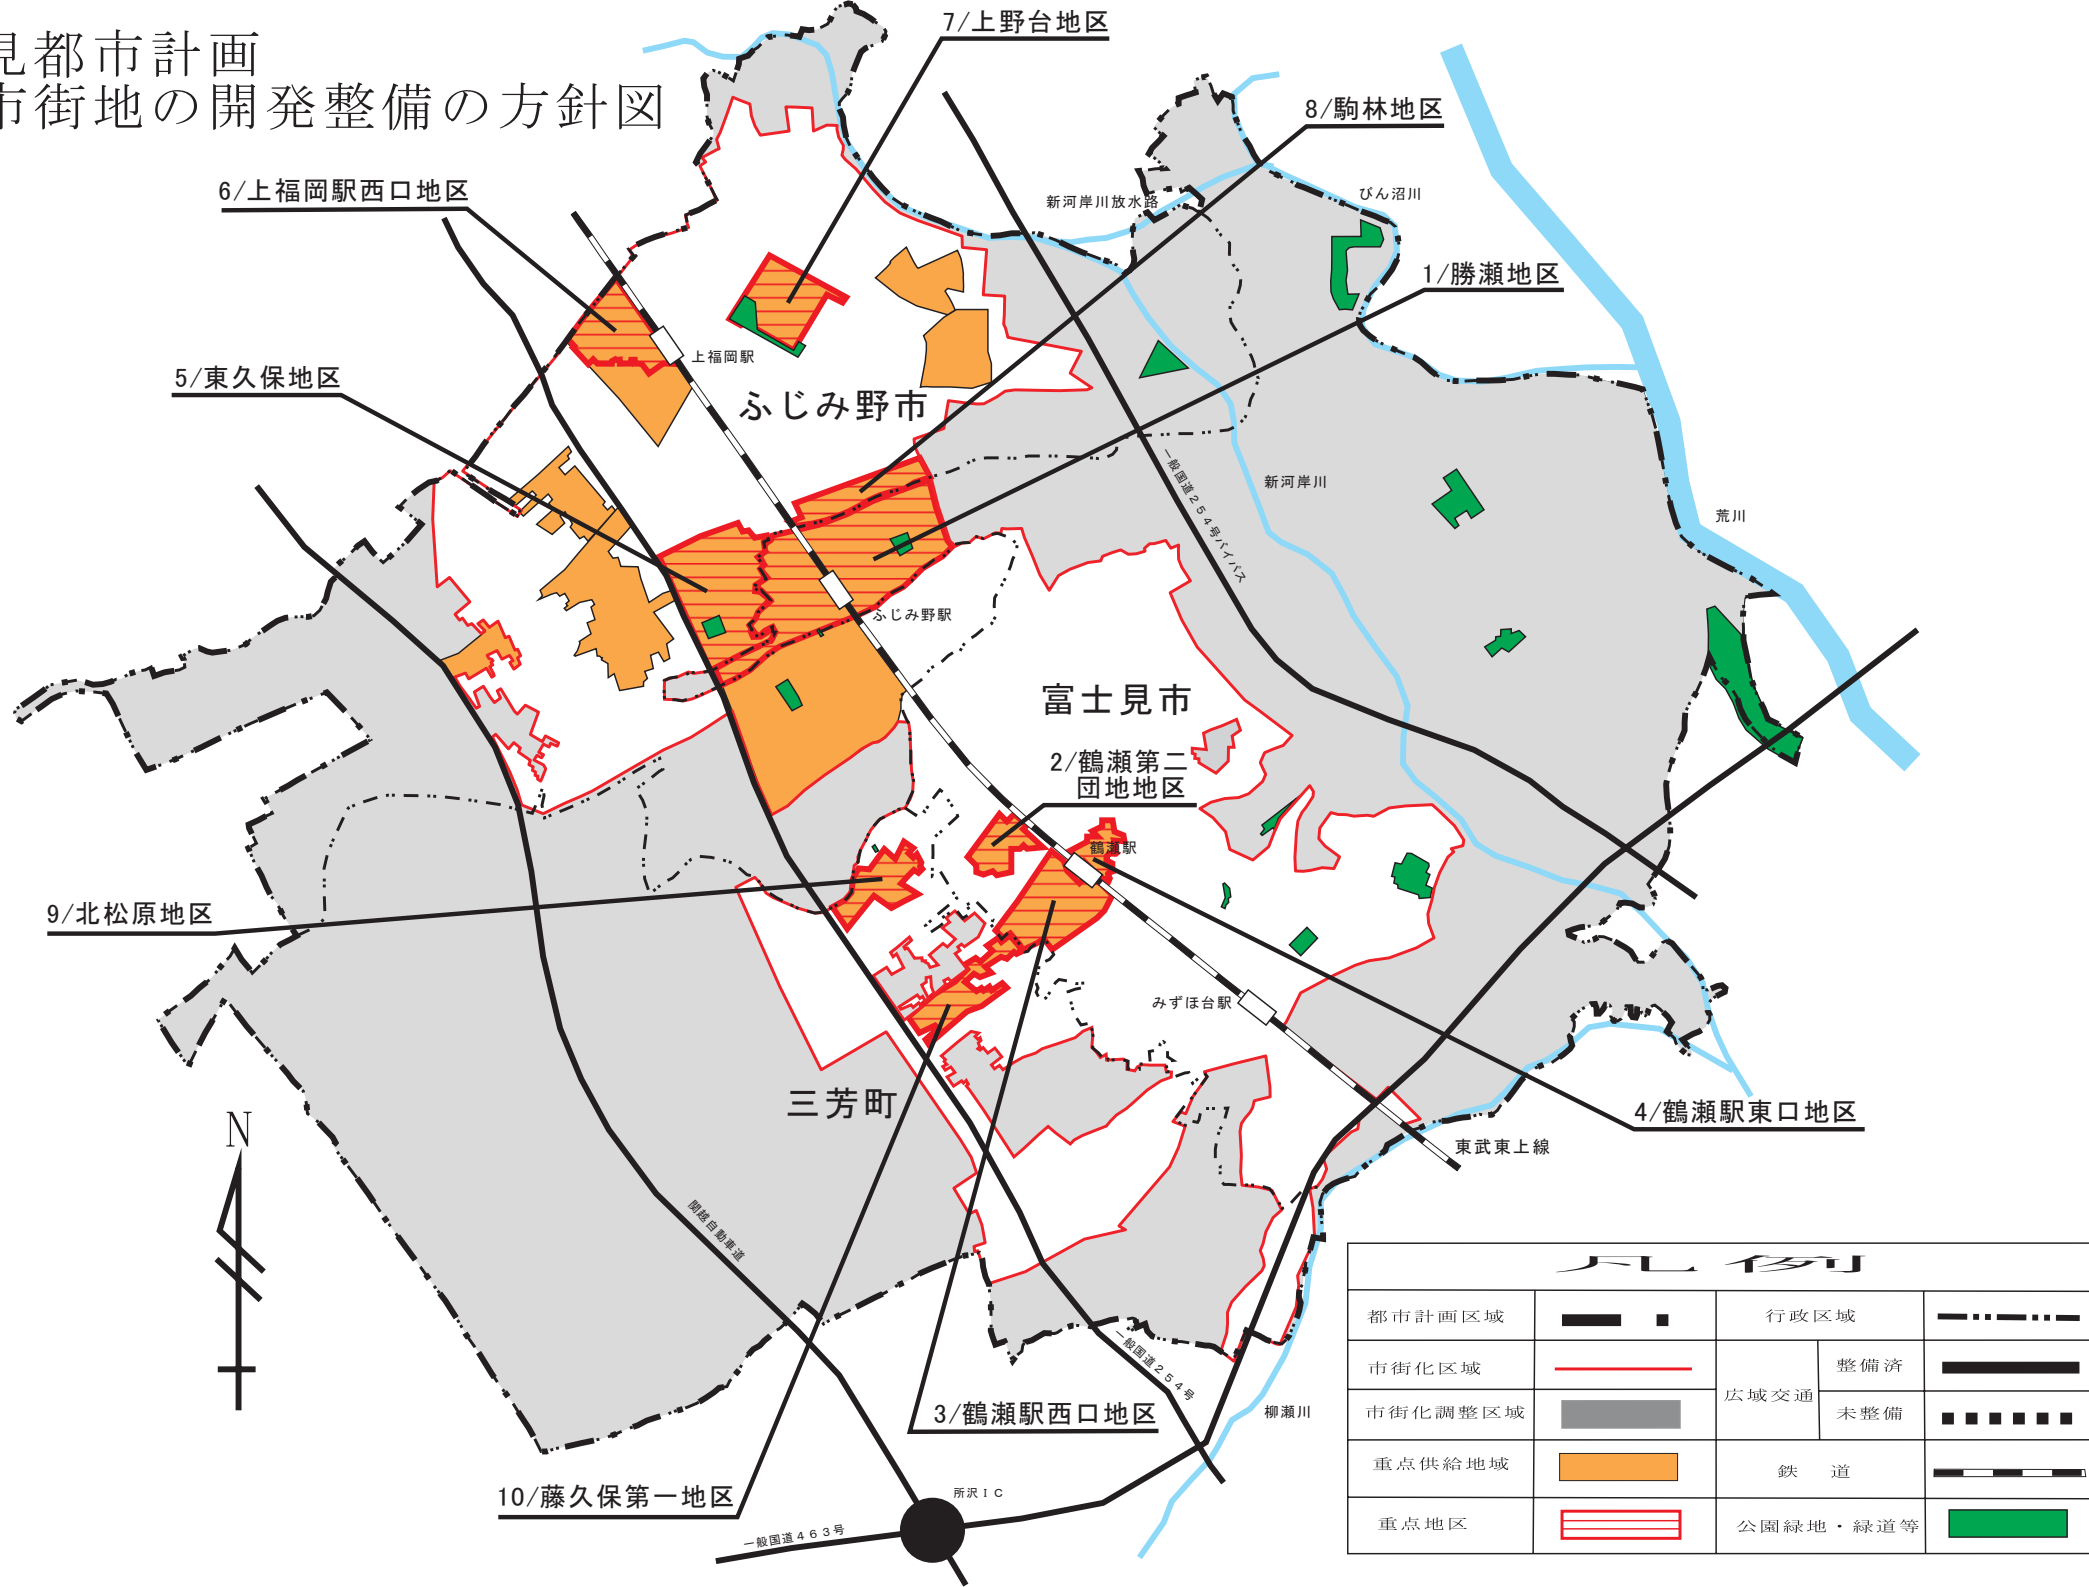 見都市計画
市街地の開発整備の方針図
7/上野台地区
8/駒林地区
6/上福岡駅西口地区
新河岸川放水路
びん沼川
1/勝瀬地区
上福岡駅
5/東久保地区
ふじみ野市
一般国道254号バイパス
新河岸川
荒川
ふじみ野駅
富士見市
2/鶴瀬第二
団地地区
鶴瀬駅
9/北松原地区
みずほ台駅
三芳町
4/鶴瀬駅東口地区
東武東上線
N
関越自動車道
一般国道254号
3/鶴瀬駅西口地区
柳瀬川
10/藤久保第一地区
所沢IC
一般国道463号
凡例
都市計画区域
行政区域
市街化区域
広域交通
整備済
市街化調整区域
未整備
重点供給地域
鉄道
重点地区
公園緑地・緑道等